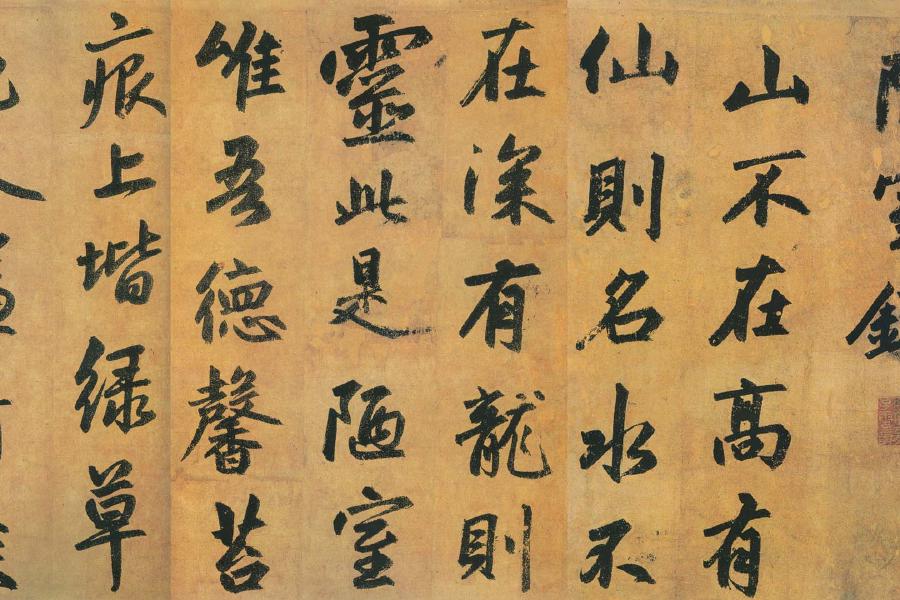 陋室銘
山不在高有
仙則名水不
在深有龍則
靈此是陋室
唯吾德馨苔
痕上堦緑草